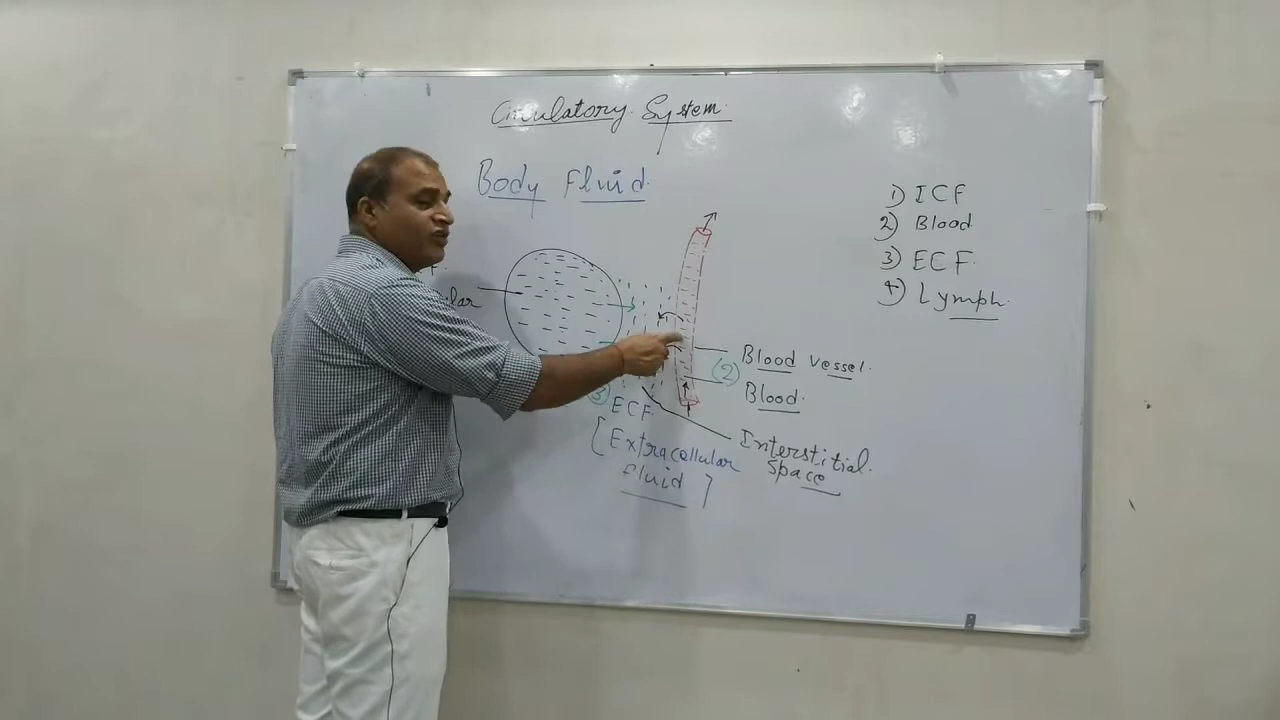 Circulatory System
Body Fluid
1) ICF
2) Blood
3) ECF
4) Lymph.
Blood Vessel.
(2)
Blood.
(3)
ECF.
[Extracellular
fluid]
Interstitial
Space